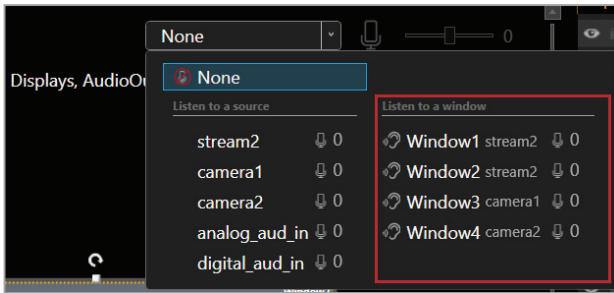 None
0
Displays, AudioOu
None
Listen to a source
stream2 0
camera1 0
camera2 0
analog_aud_in 0
digital_aud_in 0
Listen to a window
Window1 stream2 0
Window2 stream2 0
Window3 camera1 0
Window4 camera2 0